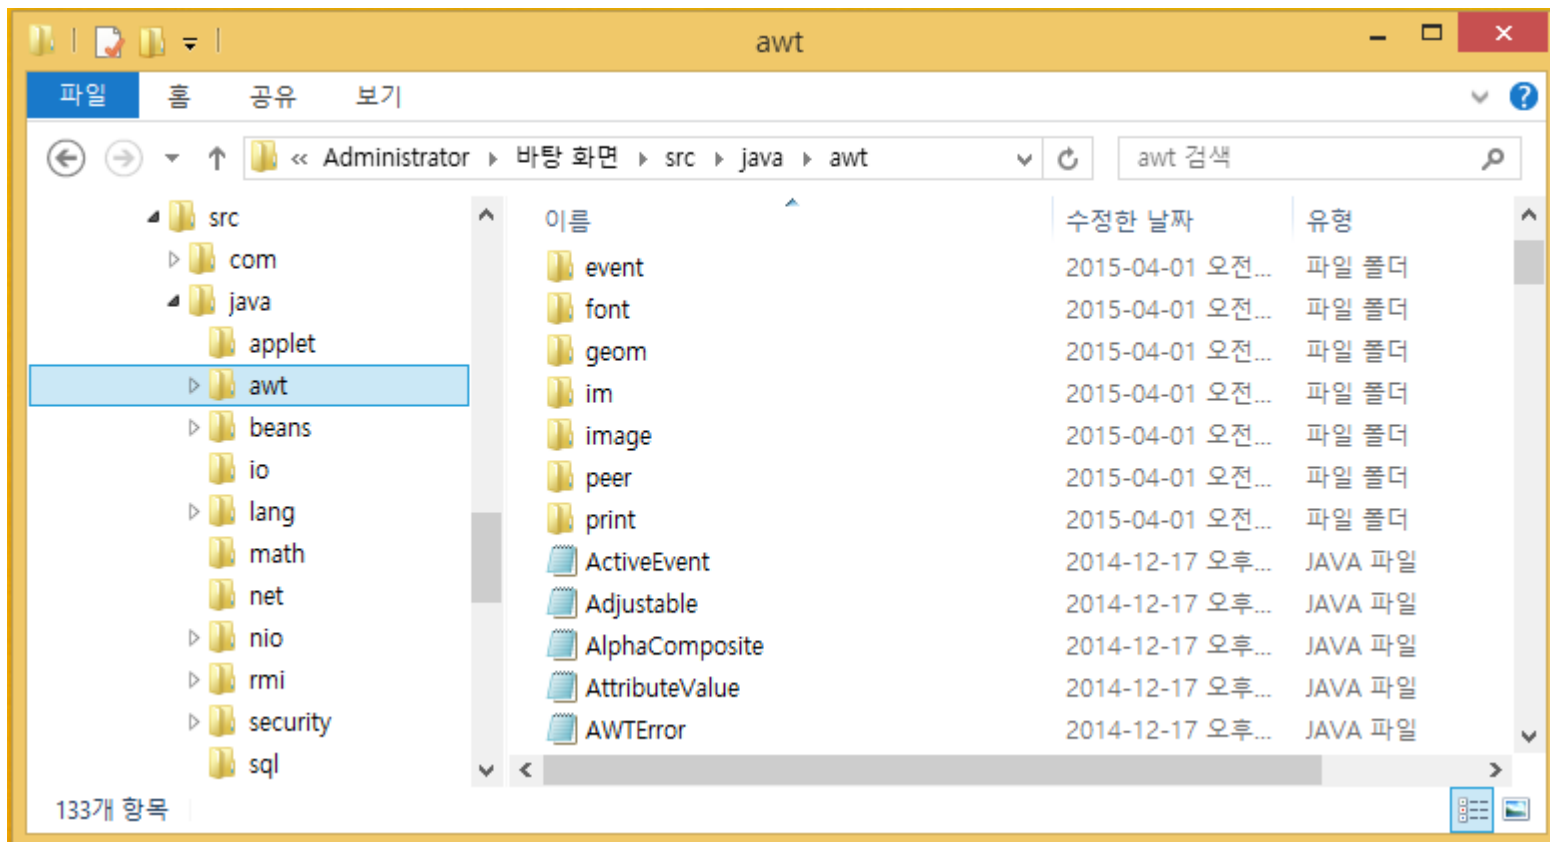 awt
파일 홈 공유 보기
« Administrator 바탕 화면 src java awt
awt 검색
src
com
java
applet
awt
beans
io
lang
math
net
nio
rmi
security
sql
이름 수정한 날짜 유형
event 2015-04-01 오전... 파일 폴더
font 2015-04-01 오전... 파일 폴더
geom 2015-04-01 오전... 파일 폴더
im 2015-04-01 오전... 파일 폴더
image 2015-04-01 오전... 파일 폴더
peer 2015-04-01 오전... 파일 폴더
print 2015-04-01 오전... 파일 폴더
ActiveEvent 2014-12-17 오후... JAVA 파일
Adjustable 2014-12-17 오후... JAVA 파일
AlphaComposite 2014-12-17 오후... JAVA 파일
AttributeValue 2014-12-17 오후... JAVA 파일
AWTError 2014-12-17 오후... JAVA 파일
133개 항목